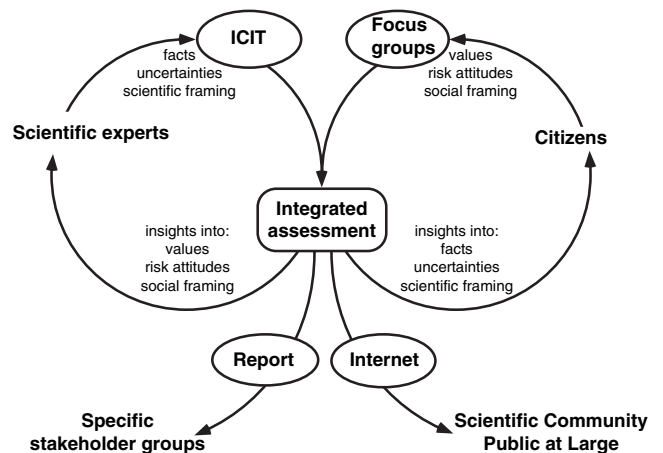 ICIT
Focus
groups
facts
uncertainties
scientific framing
values
risk attitudes
social framing
Scientific experts
Citizens
Integrated
assessment
insights into:
values
risk attitudes
social framing
insights into:
facts
uncertainties
scientific framing
Report
Internet
Specific
stakeholder groups
Scientific Community
Public at Large